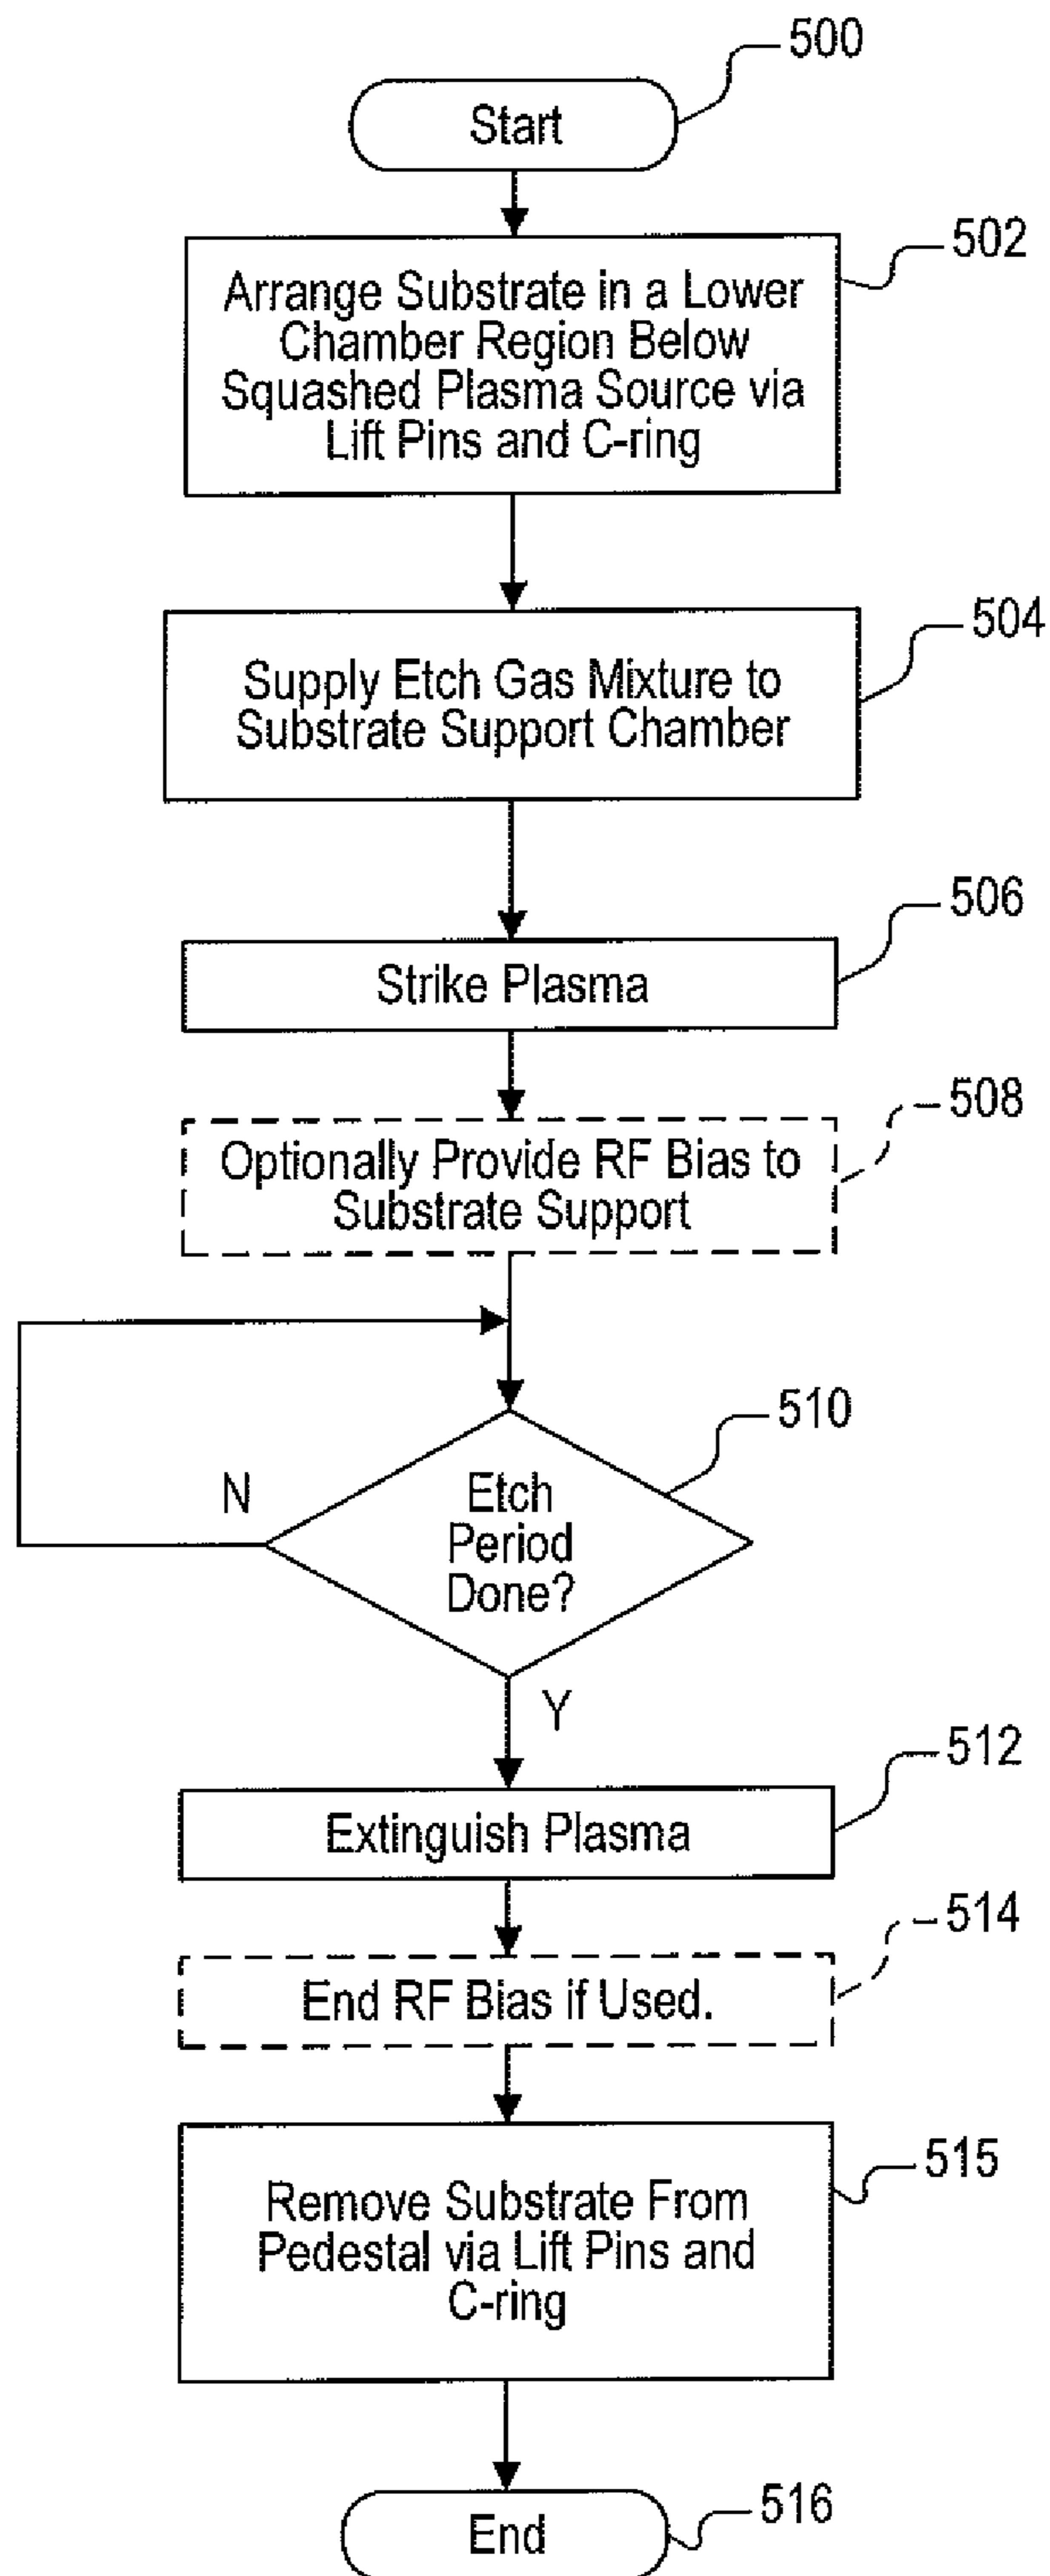 500
Start
502
Arrange Substrate in a Lower
Chamber Region Below
Squashed Plasma Source via
Lift Pins and C-ring
504
Supply Etch Gas Mixture to
Substrate Support Chamber
506
Strike Plasma
508
Optionally Provide RF Bias to
Substrate Support
510
N
Etch
Period
Done?
Y
512
Extinguish Plasma
514
End RF Bias if Used.
515
Remove Substrate From
Pedestal via Lift Pins and
C-ring
516
End